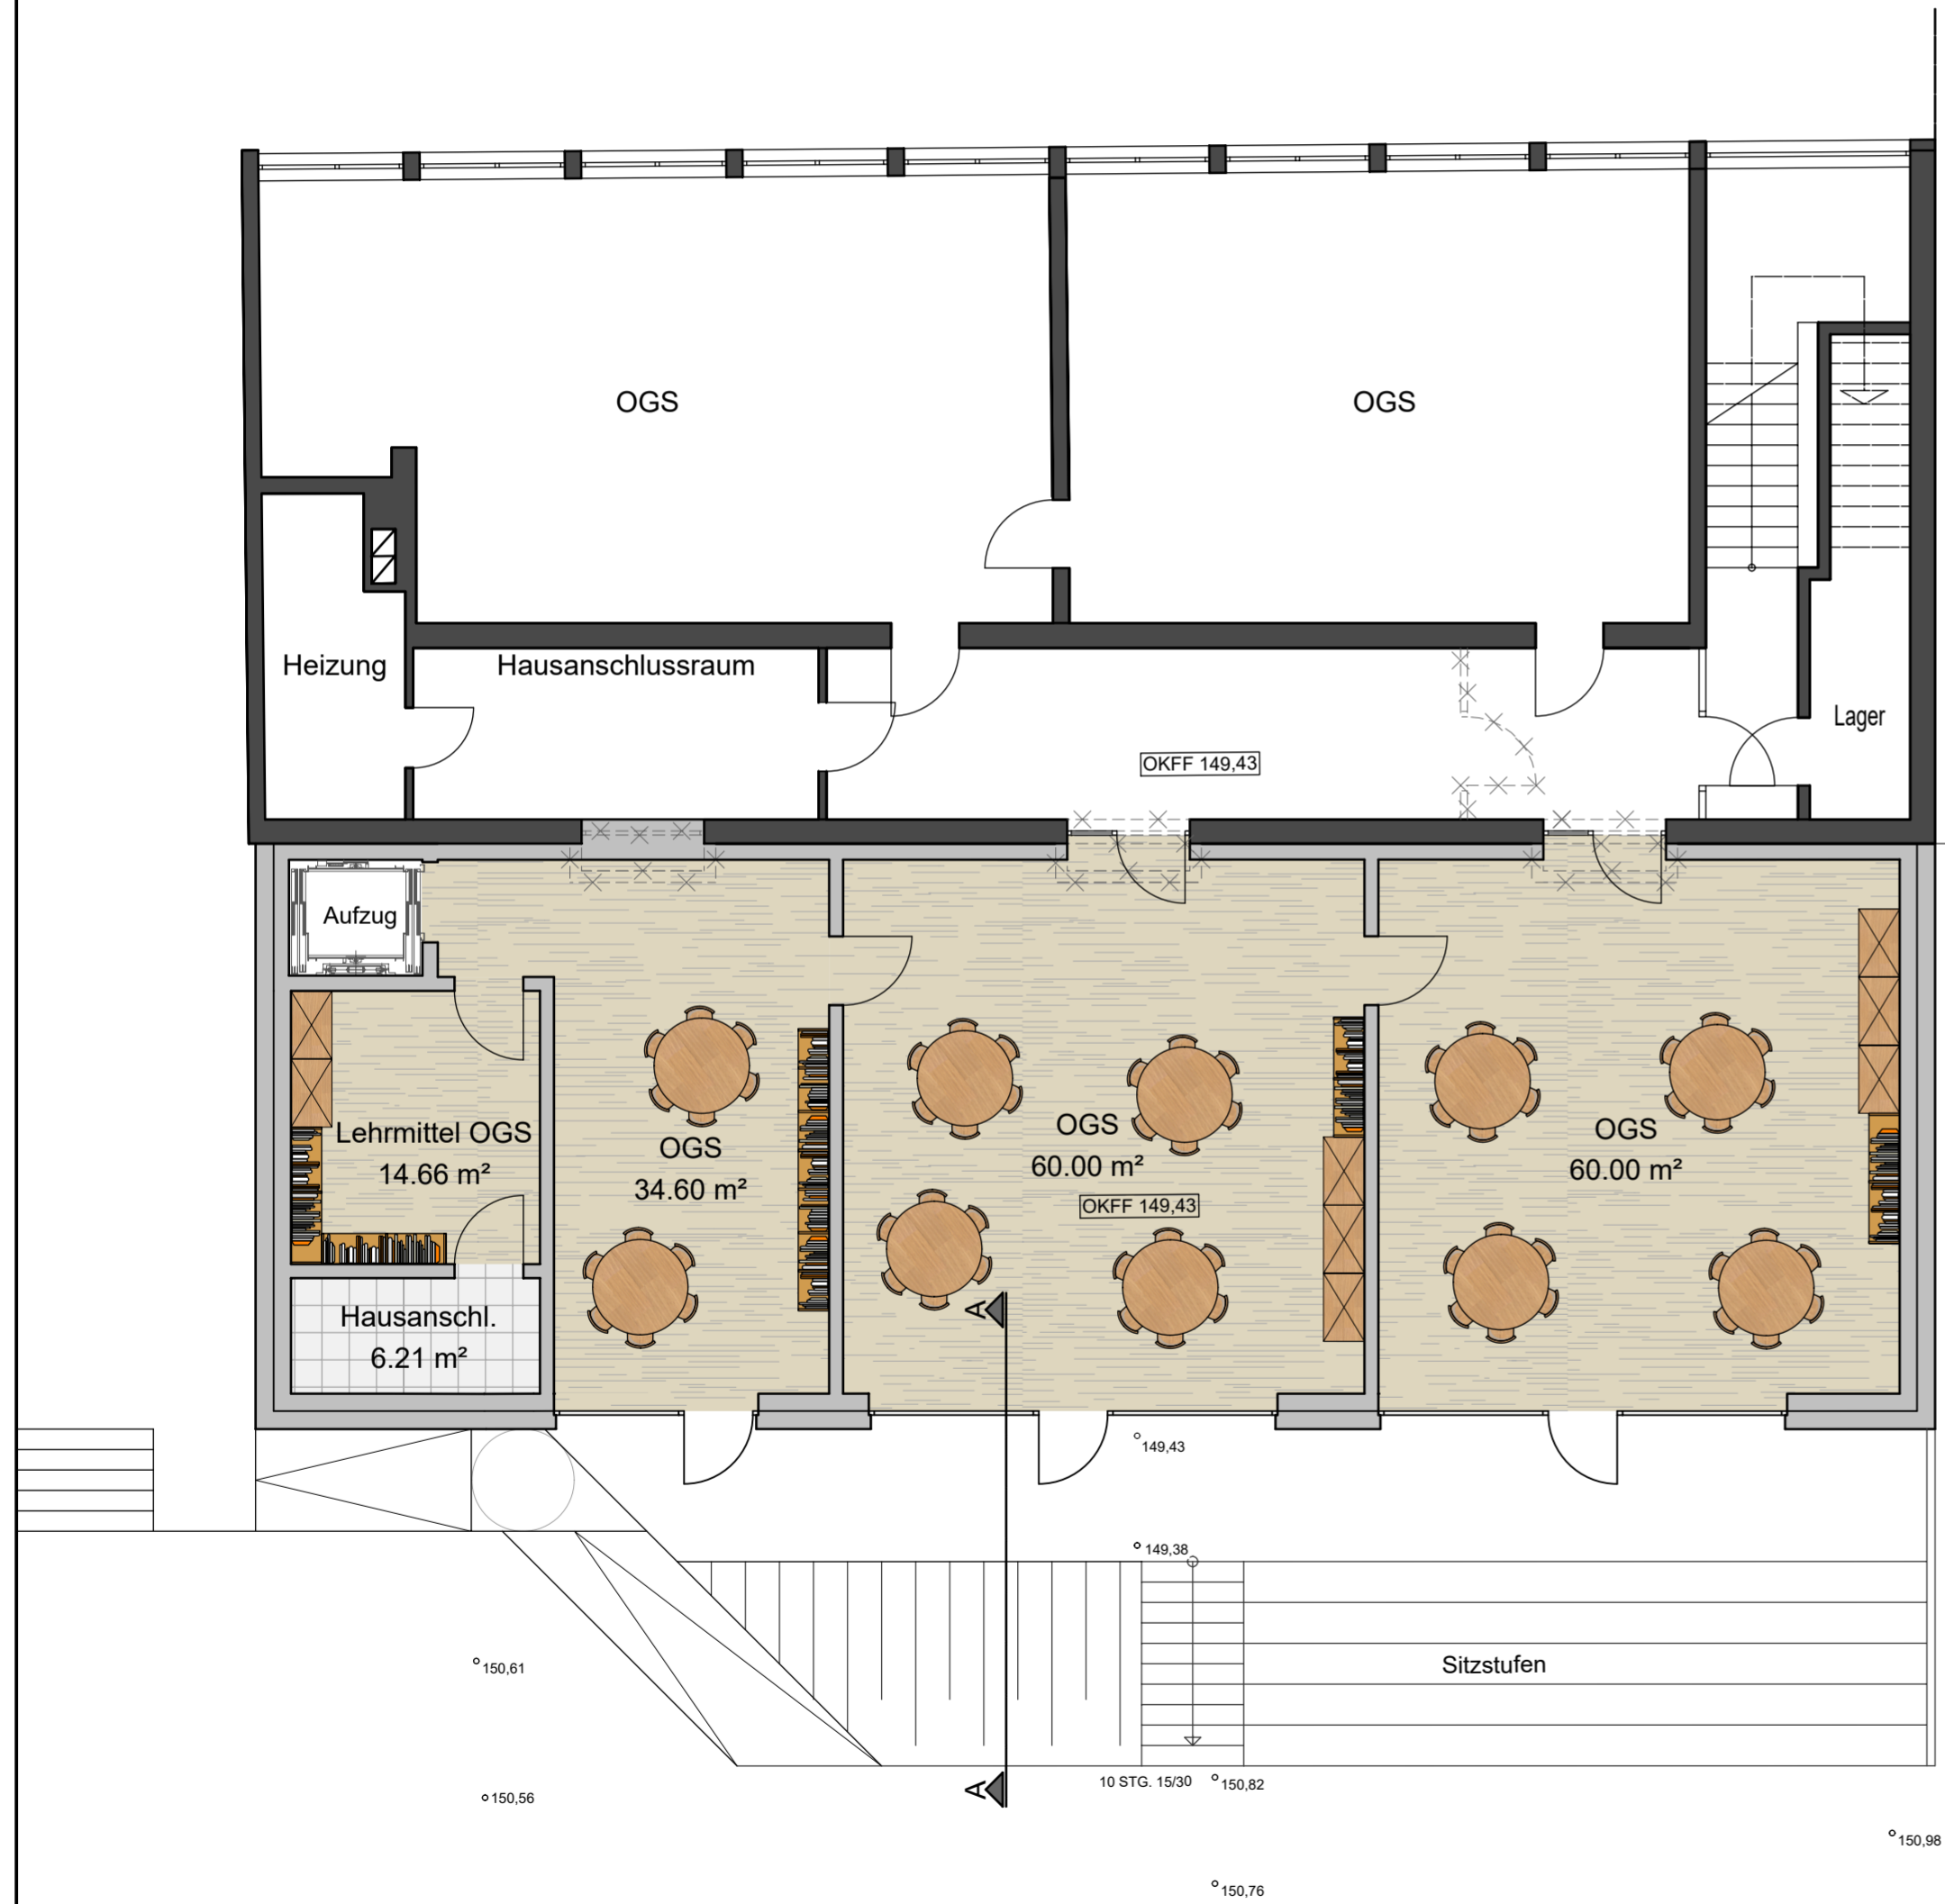 OGS
OGS
Heizung
Hausanschlussraum
Lager
OKFF 149,43
Aufzug
Lehrmittel OGS
14.66 m²
OGS
34.60 m²
OGS
60.00 m²
OKFF 149,43
OGS
60.00 m²
Hausanschl.
6.21 m²
A
149,43
149,38
150,61
Sitzstufen
A
10 STG. 15/30
150,82
150,56
150,98
150,76